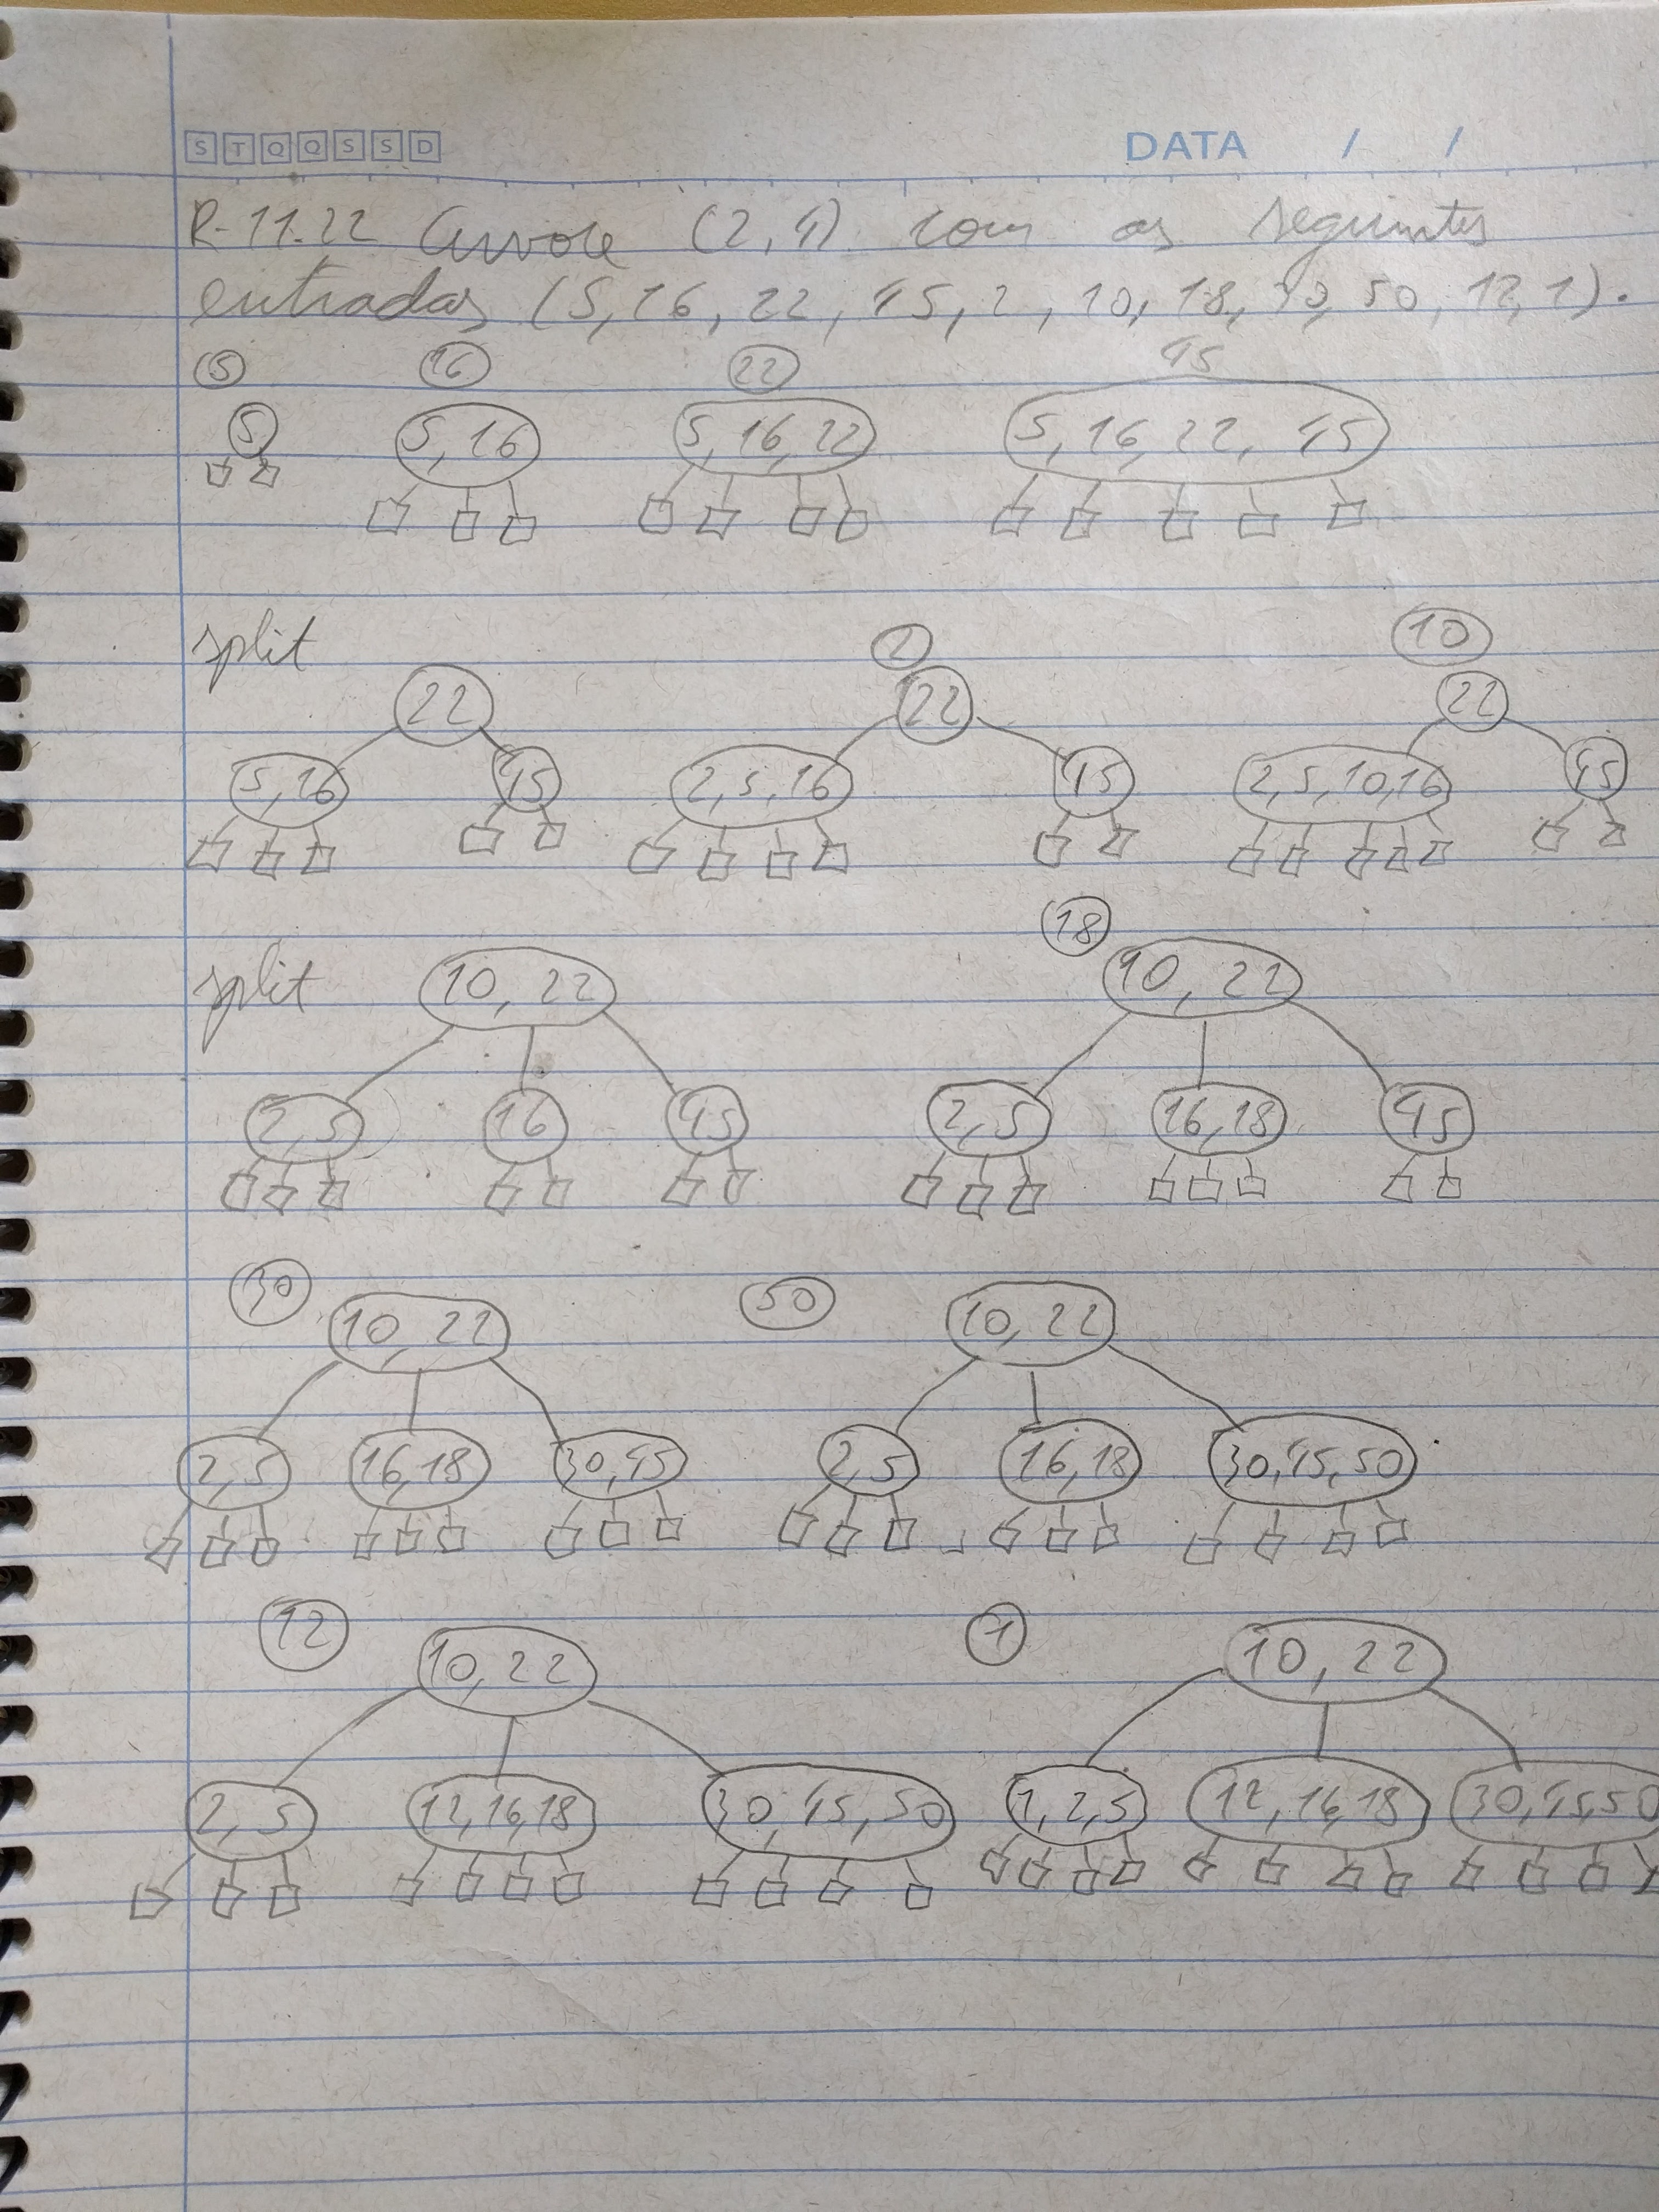 S T Q Q S S D DATA / /
R-11.22 Arvore (2,4) com as seguintes
entradas (5, 16, 22, 45, 2, 10, 18, 30, 50, 12, 1).
5 16 22 45
5 5, 16 5, 16, 22 5, 16, 22, 45
split 2 10
22 22 22
5, 16 45 2, 5, 16 45 2, 5, 10, 16 45
18
split 10, 22 10, 22
2, 5 16 45 2, 5 16, 18 45
30 50
10, 22 10, 22
2, 5 16, 18 30, 45 2, 5 16, 18 30, 45, 50
12 1
10, 22 10, 22
2, 5 12, 16, 18 30, 45, 50 1, 2, 5 12, 16, 18 30, 45, 50